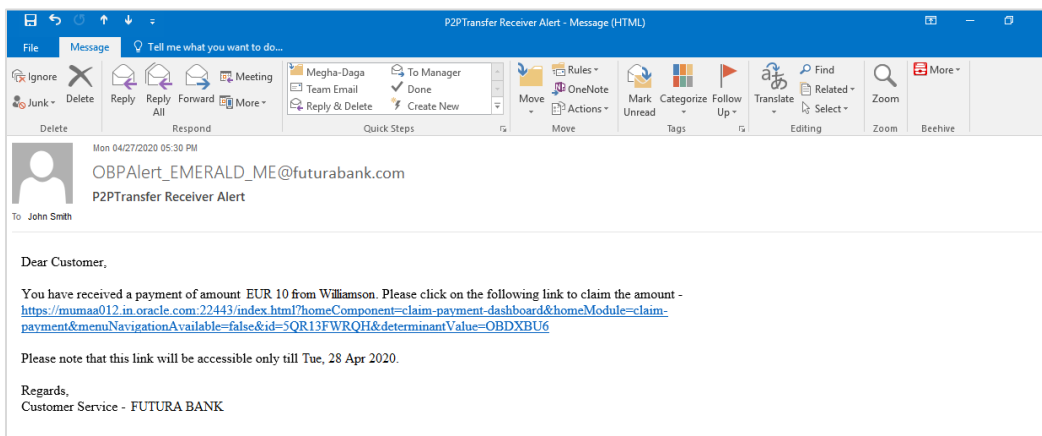 P2PTransfer Receiver Alert - Message (HTML)
File Message Tell me what you want to do...
Ignore
Junk
Delete
Reply
Reply All
Forward
Meeting
More
Megha-Daga
Team Email
Reply & Delete
To Manager
Done
Create New
Move
Rules
OneNote
Actions
Mark Unread
Categorize
Follow Up
Translate
Find
Related
Select
Zoom
More
Delete Respond Quick Steps Move Tags Editing Zoom Beehive
Mon 04/27/2020 05:30 PM
OBPAlert_EMERALD_ME@futurabank.com
P2PTransfer Receiver Alert
To John Smith
Dear Customer,
You have received a payment of amount EUR 10 from Williamson. Please click on the following link to claim the amount -
https://mumaa012.in.oracle.com:22443/index.html?homeComponent=claim-payment-dashboard&homeModule=claim-
payment&menuNavigationAvailable=false&id=5QR13FWRQH&determinantValue=OBDXBU6
Please note that this link will be accessible only till Tue, 28 Apr 2020.
Regards,
Customer Service - FUTURA BANK